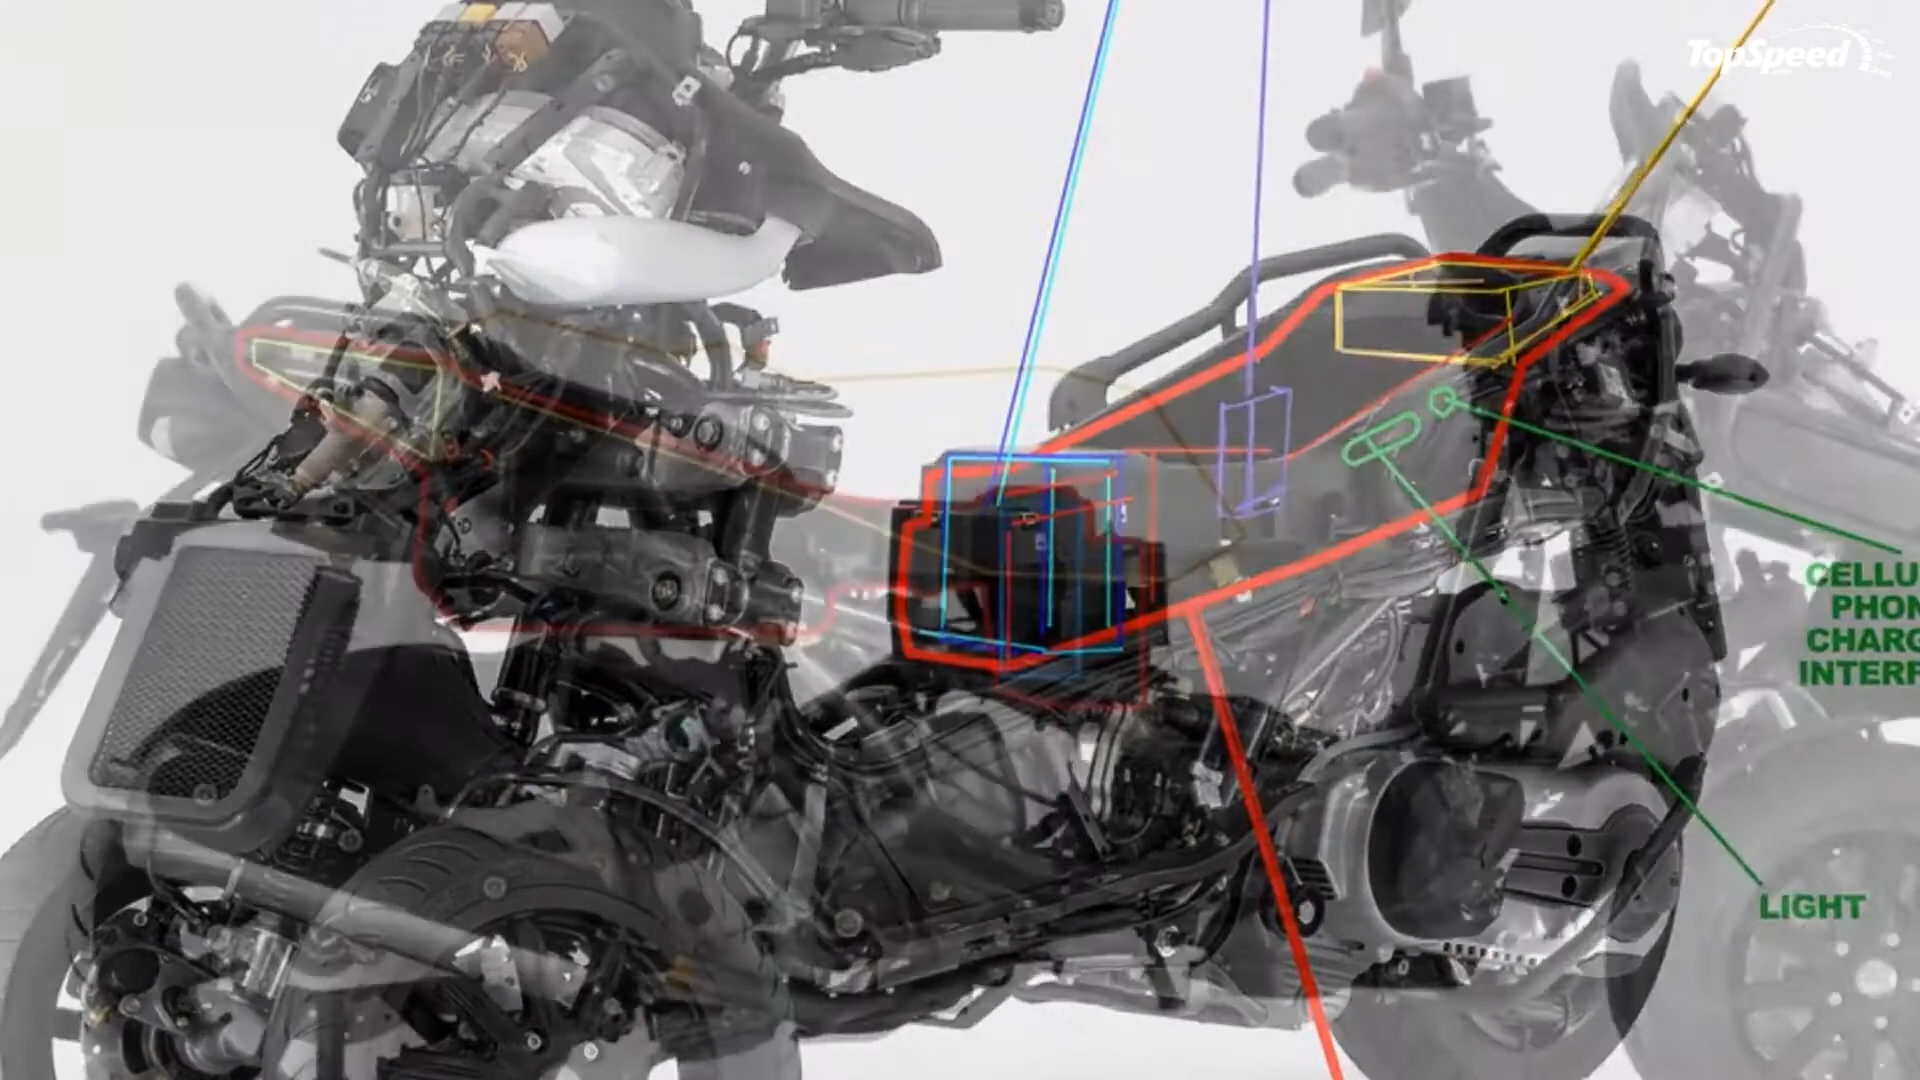 TopSpeed
CELLU
PHON
CHARG
INTERF
LIGHT